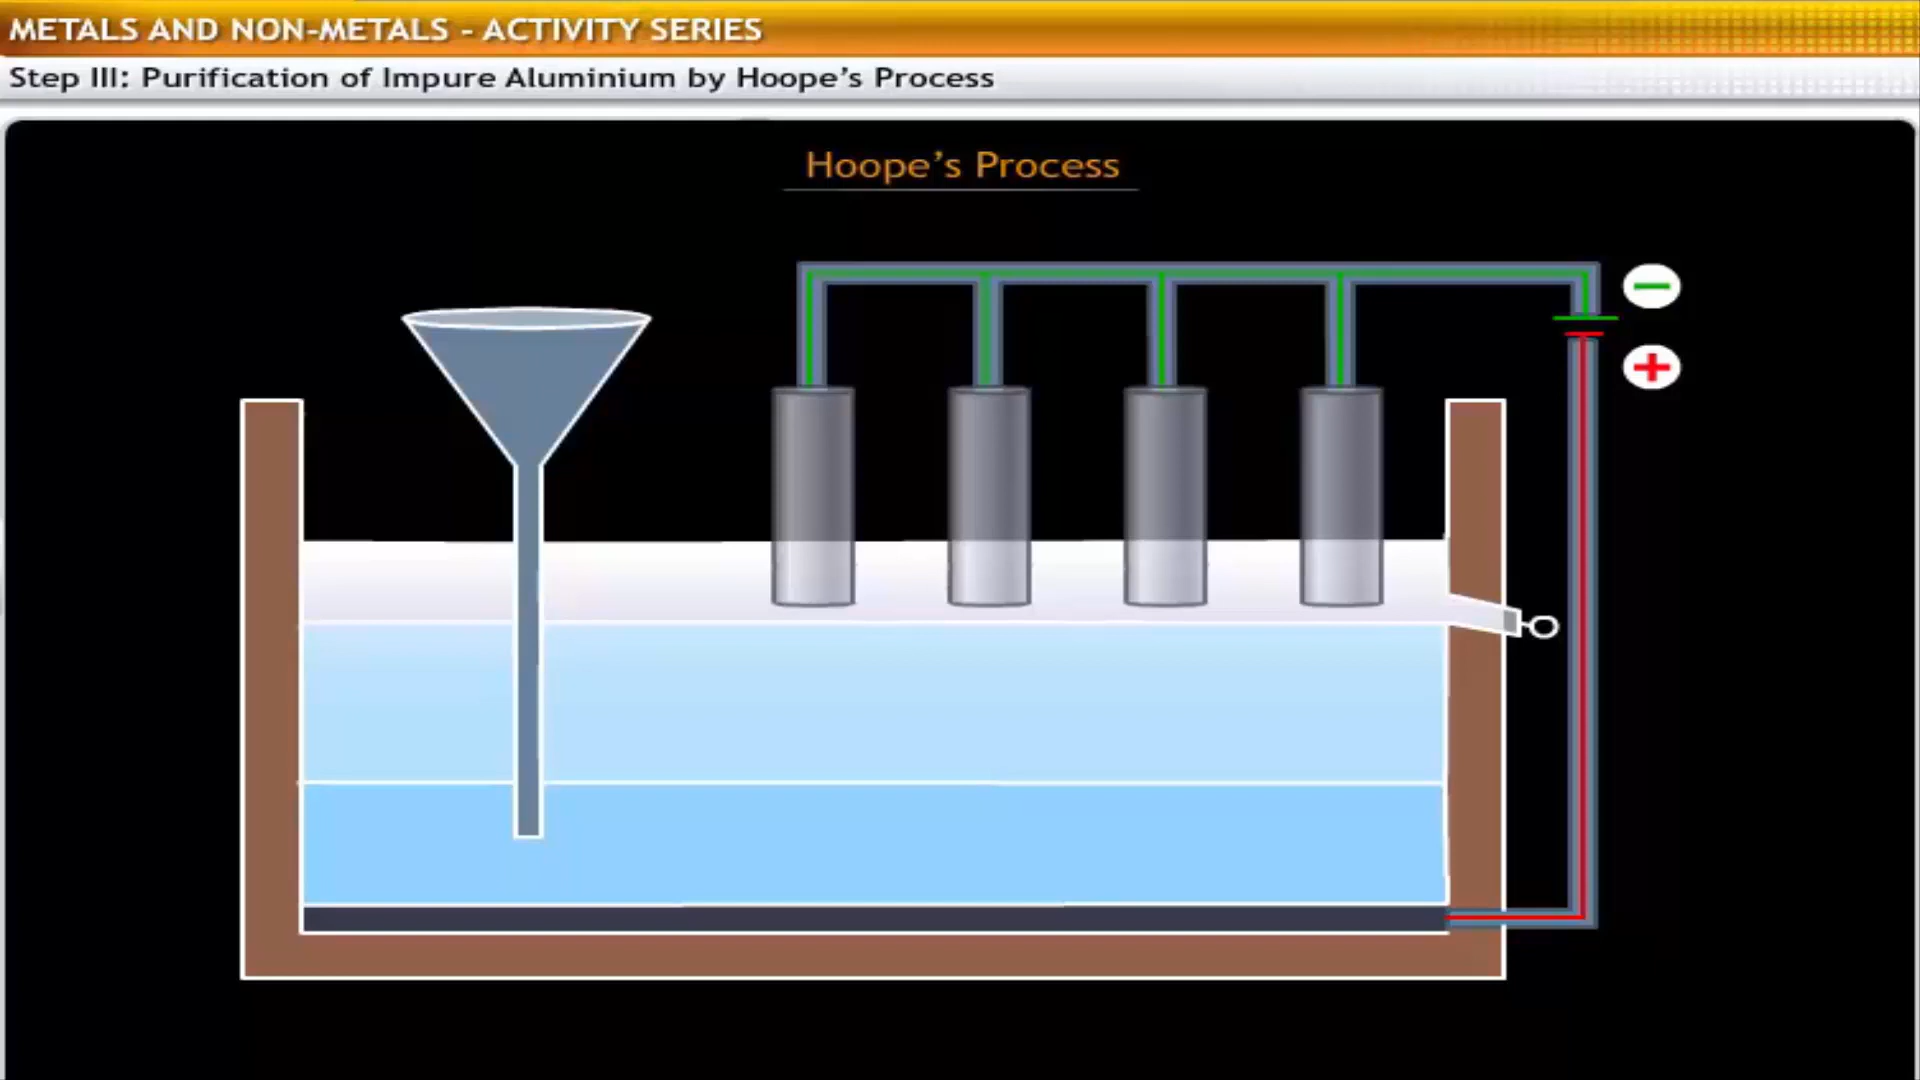 METALS AND NON-METALS - ACTIVITY SERIES
Step III: Purification of Impure Aluminium by Hoope’s Process
Hoope’s Process